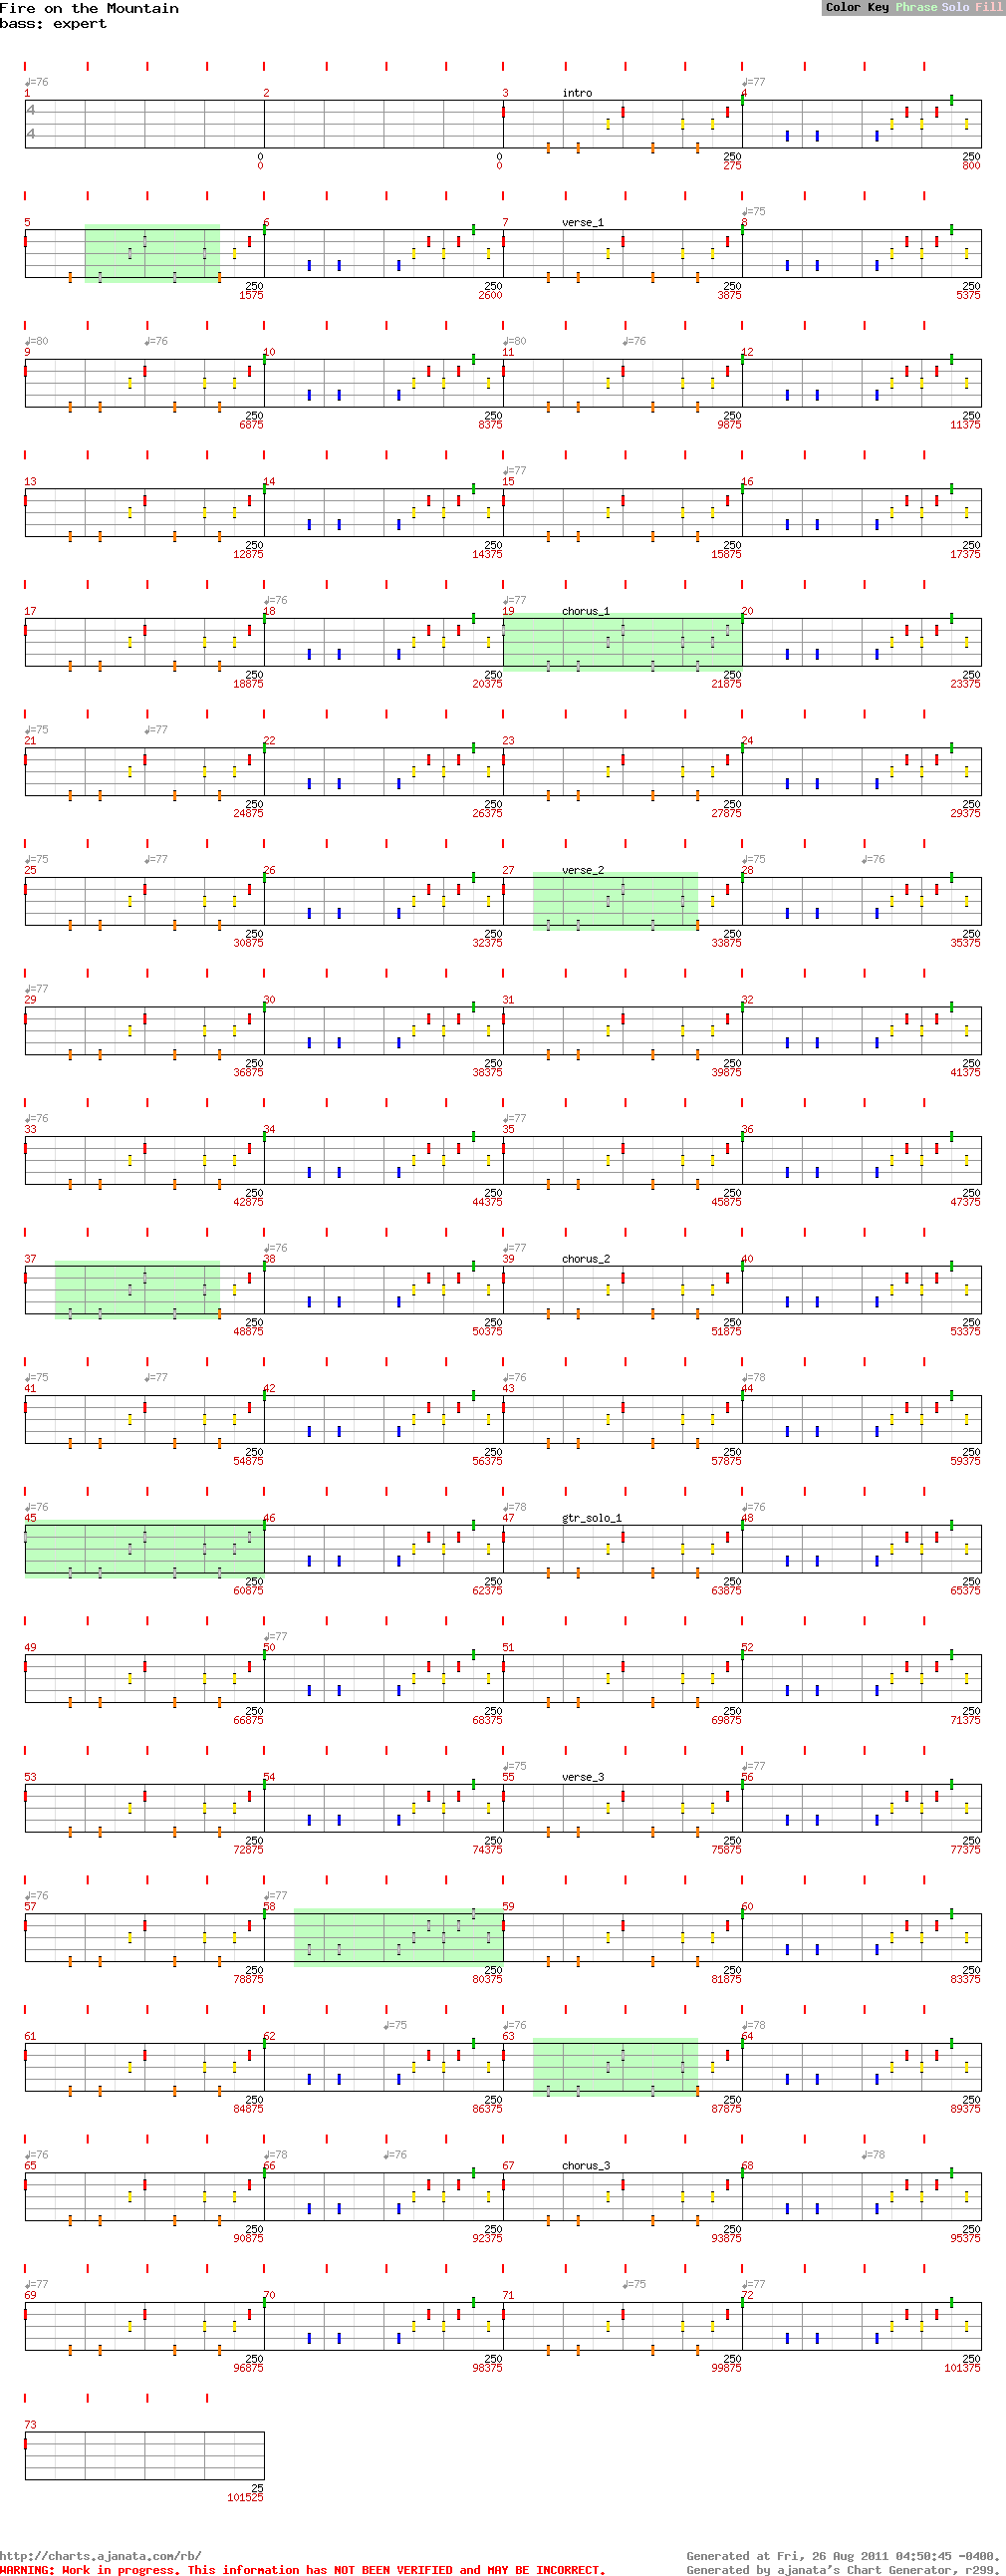 Fire on the Mountain
Color Key Phrase Solo Fill
bass: expert
♩=76 ♩=77
1 2 3 intro 4
4
4
0 0 250 250
0 0 275 800
♩=75
5 6 7 verse_1 8
250 250 250 250
1575 2600 3875 5375
♩=80 ♩=76 ♩=80 ♩=76
9 10 11 12
250 250 250 250
6875 8375 9875 11375
♩=77
13 14 15 16
250 250 250 250
12875 14375 15875 17375
♩=76 ♩=77
17 18 19 chorus_1 20
250 250 250 250
18875 20375 21875 23375
♩=75 ♩=77
21 22 23 24
250 250 250 250
24875 26375 27875 29375
♩=75 ♩=77 ♩=75 ♩=76
25 26 27 verse_2 28
250 250 250 250
30875 32375 33875 35375
♩=77
29 30 31 32
250 250 250 250
36875 38375 39875 41375
♩=76 ♩=77
33 34 35 36
250 250 250 250
42875 44375 45875 47375
♩=76 ♩=77
37 38 39 chorus_2 40
250 250 250 250
48875 50375 51875 53375
♩=75 ♩=77 ♩=76 ♩=78
41 42 43 44
250 250 250 250
54875 56375 57875 59375
♩=76 ♩=78 ♩=76
45 46 47 gtr_solo_1 48
250 250 250 250
60875 62375 63875 65375
♩=77
49 50 51 52
250 250 250 250
66875 68375 69875 71375
♩=75 ♩=77
53 54 55 verse_3 56
250 250 250 250
72875 74375 75875 77375
♩=76 ♩=77
57 58 59 60
250 250 250 250
78875 80375 81875 83375
♩=75 ♩=76 ♩=78
61 62 63 64
250 250 250 250
84875 86375 87875 89375
♩=76 ♩=78 ♩=76 ♩=78
65 66 67 chorus_3 68
250 250 250 250
90875 92375 93875 95375
♩=77 ♩=75 ♩=77
69 70 71 72
250 250 250 250
96875 98375 99875 101375
73
25
101525
http://charts.ajanata.com/rb/
Generated at Fri, 26 Aug 2011 04:50:45 -0400.
WARNING: Work in progress. This information has NOT BEEN VERIFIED and MAY BE INCORRECT.
Generated by ajanata's Chart Generator, r299.